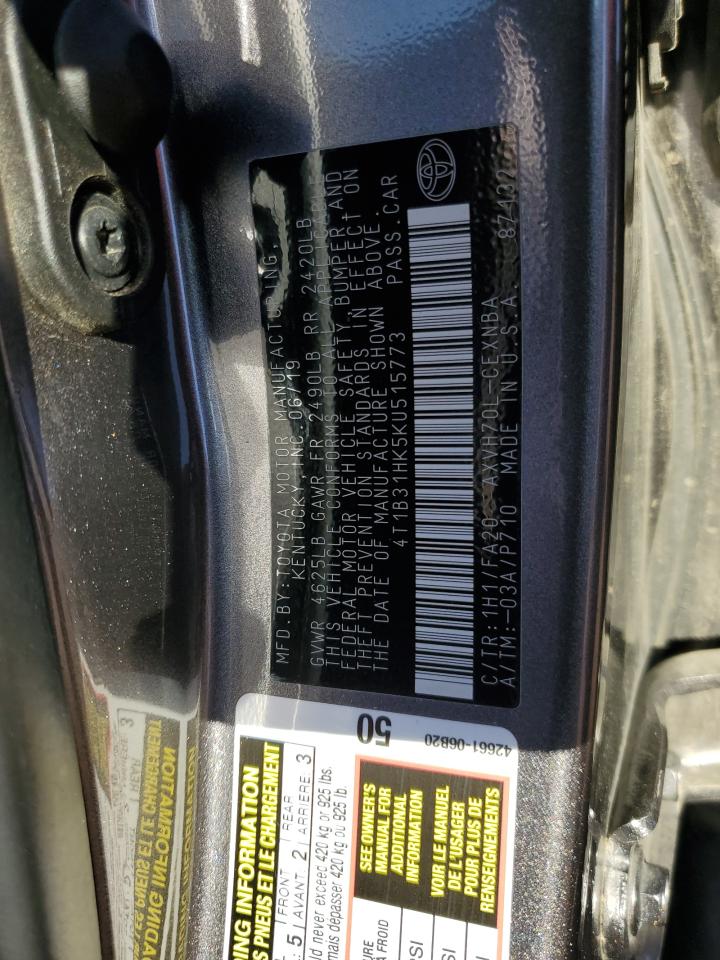 MFD.BY:TOYOTA MOTOR MANUFACTURING,
KENTUCKY,INC.06/19
GVWR 4625LB GAWR FR 2490LB RR 2420LB
THIS VEHICLE CONFORMS TO ALL APPLICABLE
FEDERAL MOTOR VEHICLE SAFETY, BUMPER AND
THEFT PREVENTION STANDARDS IN EFFECT ON
THE DATE OF MANUFACTURE SHOWN ABOVE.
4T1B31HK5KU515773 PASS.CAR
C/TR:1H1/FA20 AXVH70L-CEXNBA
A/TM:-03A/P710 MADE IN U.S.A.
50
42661-06B20
INFORMATION
PNEUS ET LE CHARGEMENT
5
FRONT
AVANT 2
REAR
ARRIÈRE 3
never exceed 420 kg or 925 lbs.
jamais dépasser 420 kg ou 925 lb.
SEE OWNER'S
MANUAL FOR
ADDITIONAL
INFORMATION
VOIR LE MANUEL
DE L'USAGER
POUR PLUS DE
RENSEIGNEMENTS
FROID